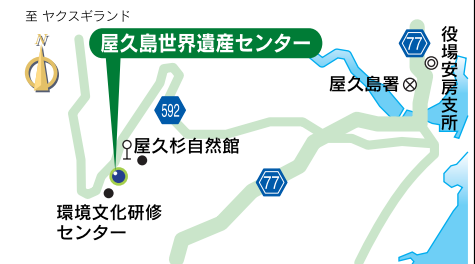 至 ヤクスギランド
N
屋久島世界遺産センター
77
役場安房支所
屋久島署
592
屋久杉自然館
77
環境文化研修
センター